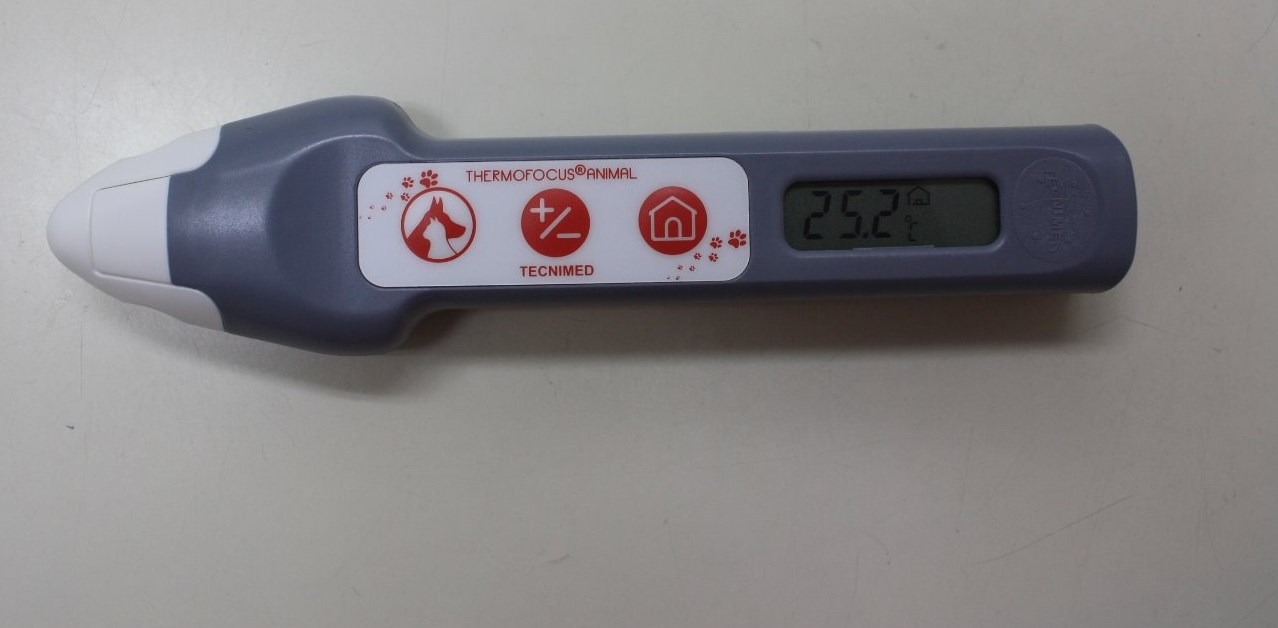 THERMOFOCUS®ANIMAL
+/-
TECNIMED
25.2 °C